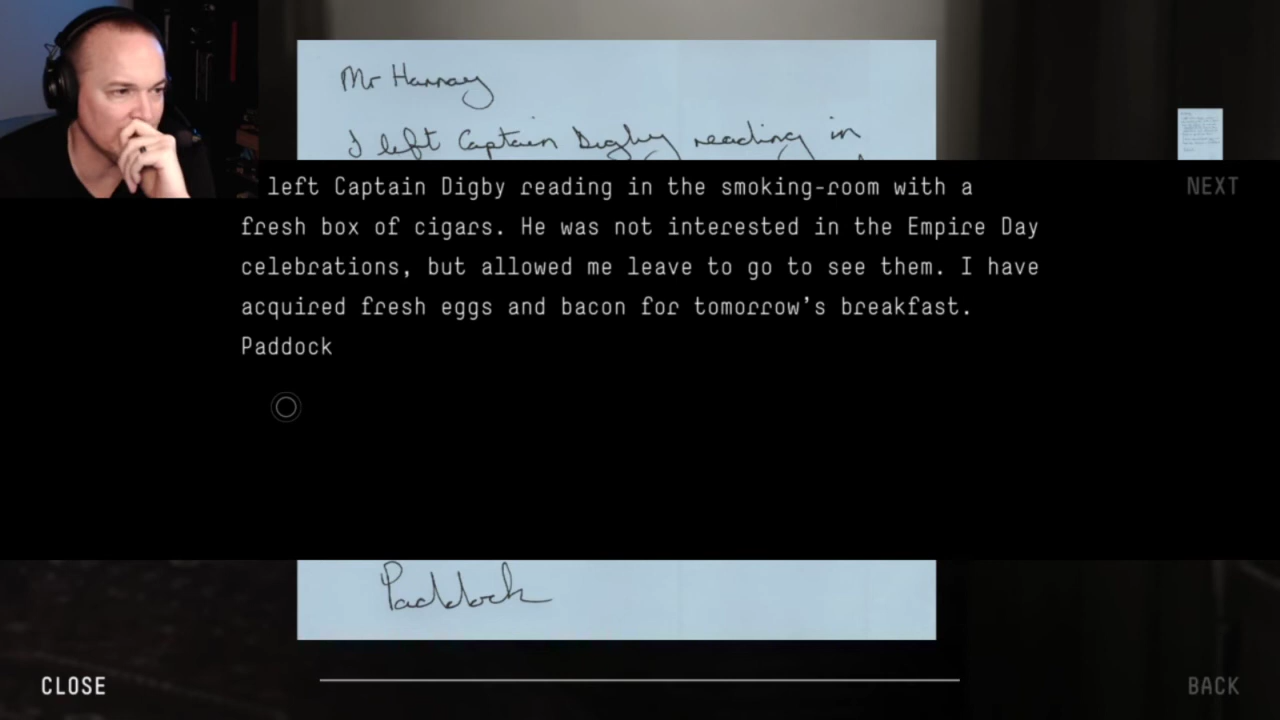 Mr Hannay
I left Captain Digby reading in
left Captain Digby reading in the smoking-room with a
NEXT
fresh box of cigars. He was not interested in the Empire Day
celebrations, but allowed me leave to go to see them. I have
acquired fresh eggs and bacon for tomorrow’s breakfast.
Paddock
Paddock
CLOSE
BACK